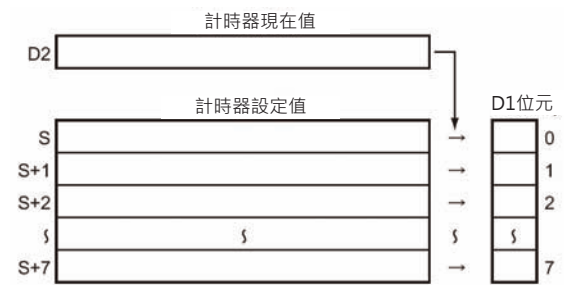 計時器現在值
D2
計時器設定值 D1位元
S → 0
S+1 → 1
S+2 → 2
∫ ∫ ∫ ∫
S+7 → 7